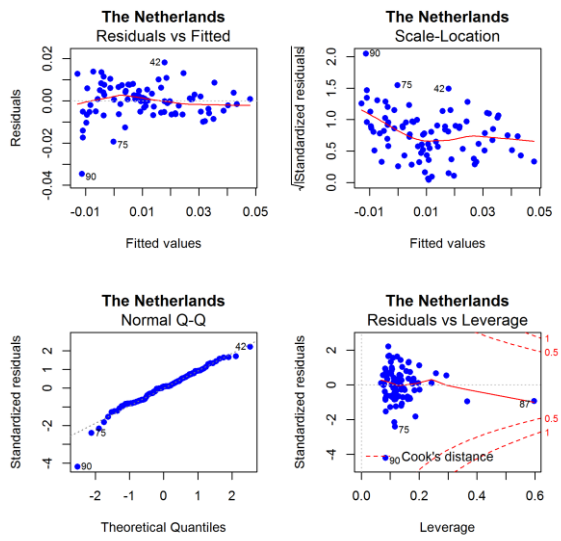 The Netherlands
Residuals vs Fitted
Residuals
0.02
0.00
-0.02
-0.04
42
75
90
-0.01 0.01 0.03 0.05
Fitted values
The Netherlands
Scale-Location
√|Standardized residuals|
2.0
1.5
1.0
0.5
0.0
90
75
42
-0.01 0.01 0.03 0.05
Fitted values
The Netherlands
Normal Q-Q
Standardized residuals
2
0
-2
-4
42
75
90
-2 -1 0 1 2
Theoretical Quantiles
The Netherlands
Residuals vs Leverage
Standardized residuals
2
0
-2
-4
1
0.5
87
0.5
1
75
90
Cook's distance
0.0 0.2 0.4 0.6
Leverage